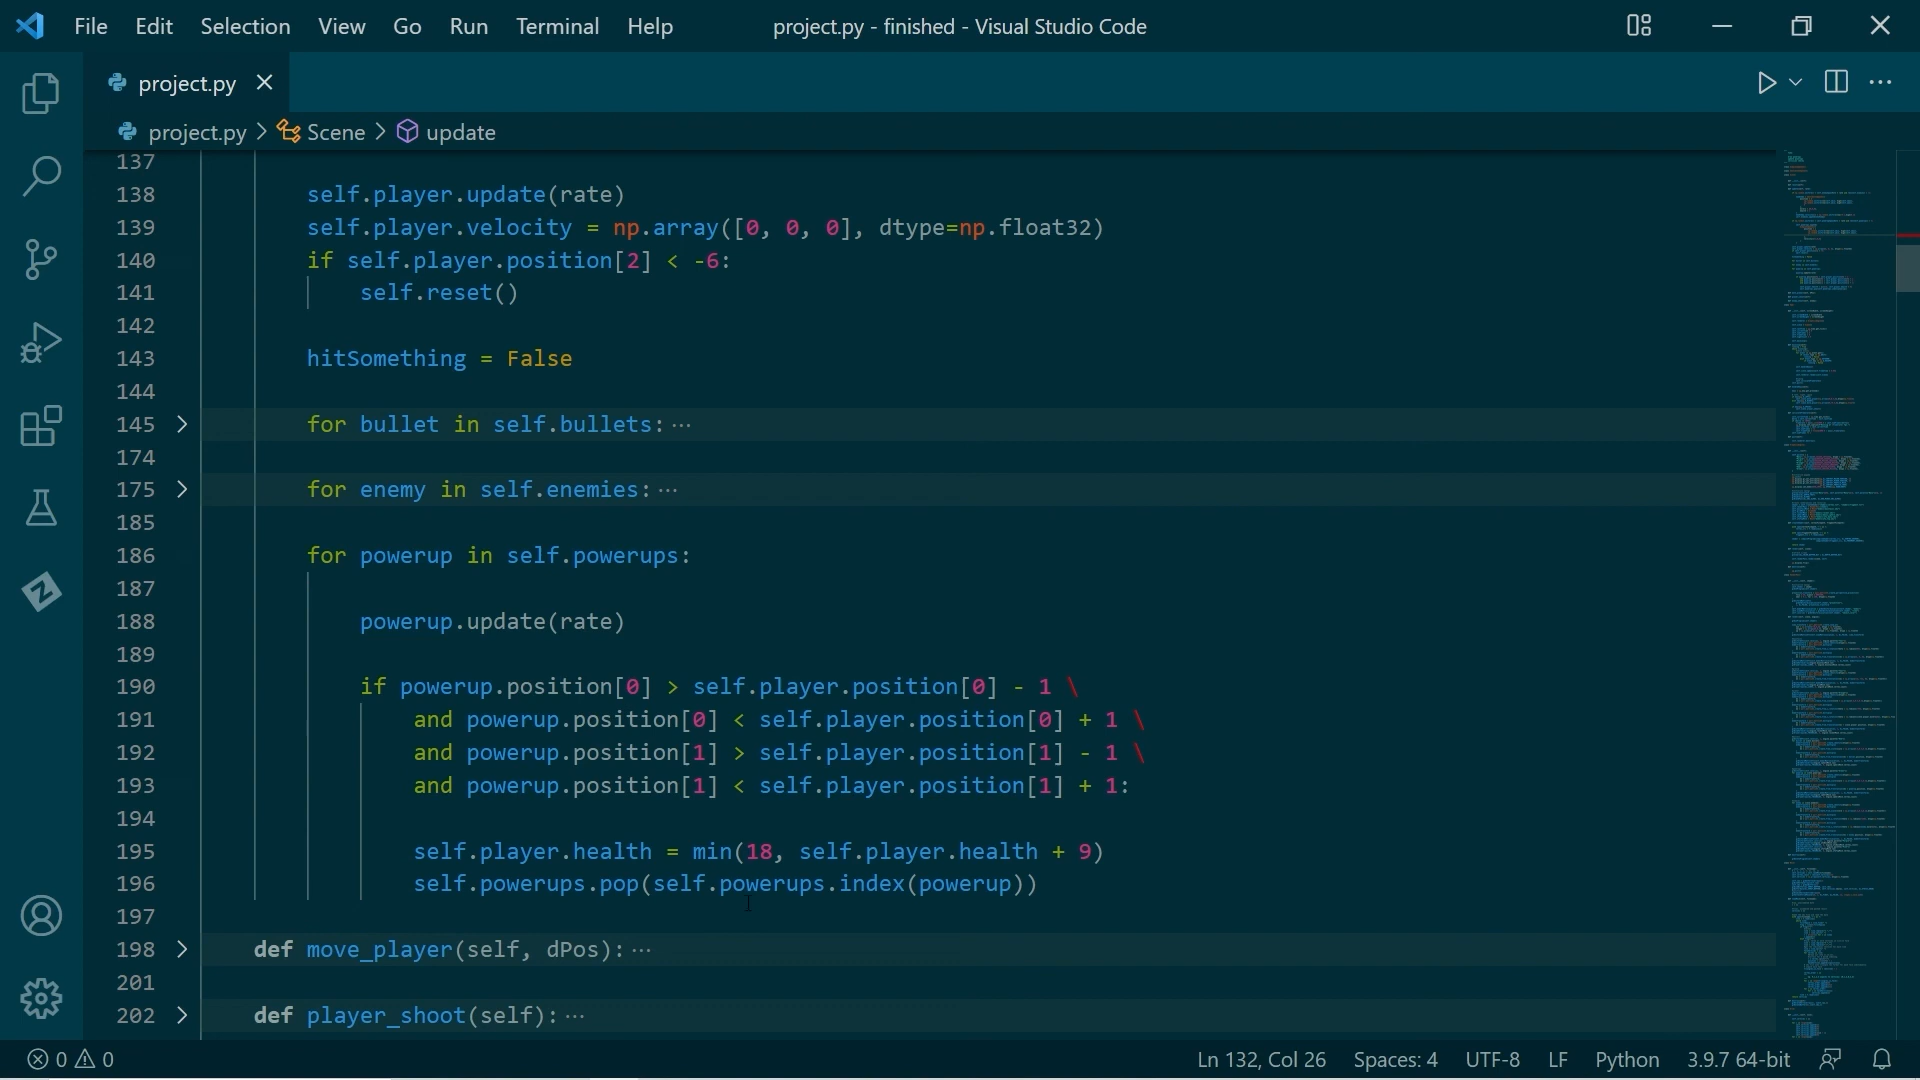 File Edit Selection View Go Run Terminal Help project.py - finished - Visual Studio Code
project.py
project.py > Scene > update
137
138 self.player.update(rate)
139 self.player.velocity = np.array([0, 0, 0], dtype=np.float32)
140 if self.player.position[2] < -6:
141 self.reset()
142
143 hitSomething = False
144
145 for bullet in self.bullets:···
174
175 for enemy in self.enemies:···
185
186 for powerup in self.powerups:
187
188 powerup.update(rate)
189
190 if powerup.position[0] > self.player.position[0] - 1 \
191 and powerup.position[0] < self.player.position[0] + 1 \
192 and powerup.position[1] > self.player.position[1] - 1 \
193 and powerup.position[1] < self.player.position[1] + 1:
194
195 self.player.health = min(18, self.player.health + 9)
196 self.powerups.pop(self.powerups.index(powerup))
197
198 def move_player(self, dPos):···
201
202 def player_shoot(self):···
0 0 Ln 132, Col 26 Spaces: 4 UTF-8 LF Python 3.9.7 64-bit